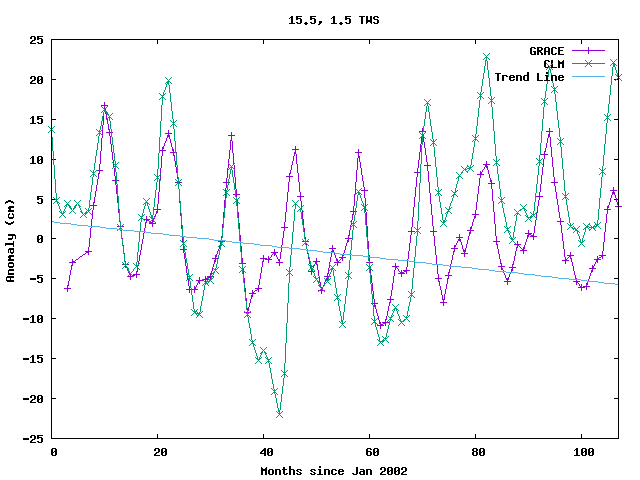 15.5, 1.5 TWS
GRACE
CLM
Trend Line
25
20
15
10
5
0
-5
-10
-15
-20
-25
Anomaly (cm)
0 20 40 60 80 100
Months since Jan 2002